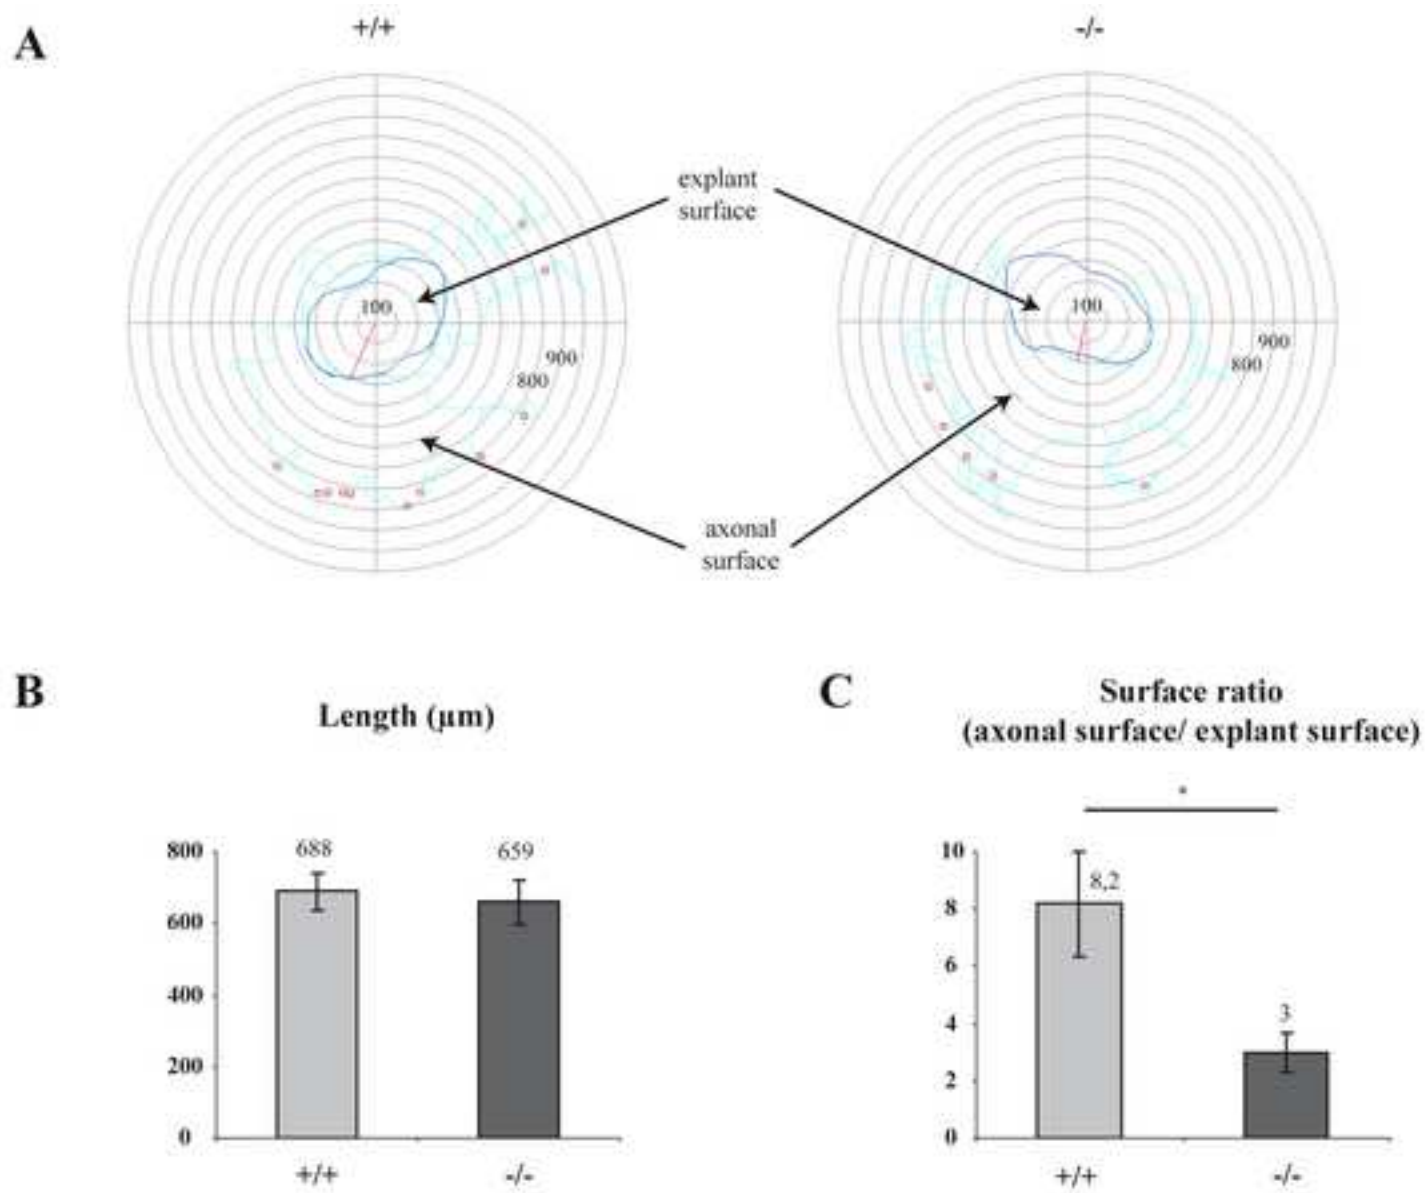 A
+/+
-/-
explant
surface
100
100
900
800
900
800
axonal
surface
B
Length (µm)
800
600
400
200
0
688
659
+/+
-/-
C
Surface ratio
(axonal surface/ explant surface)
*
10
8
6
4
2
0
8,2
3
+/+
-/-